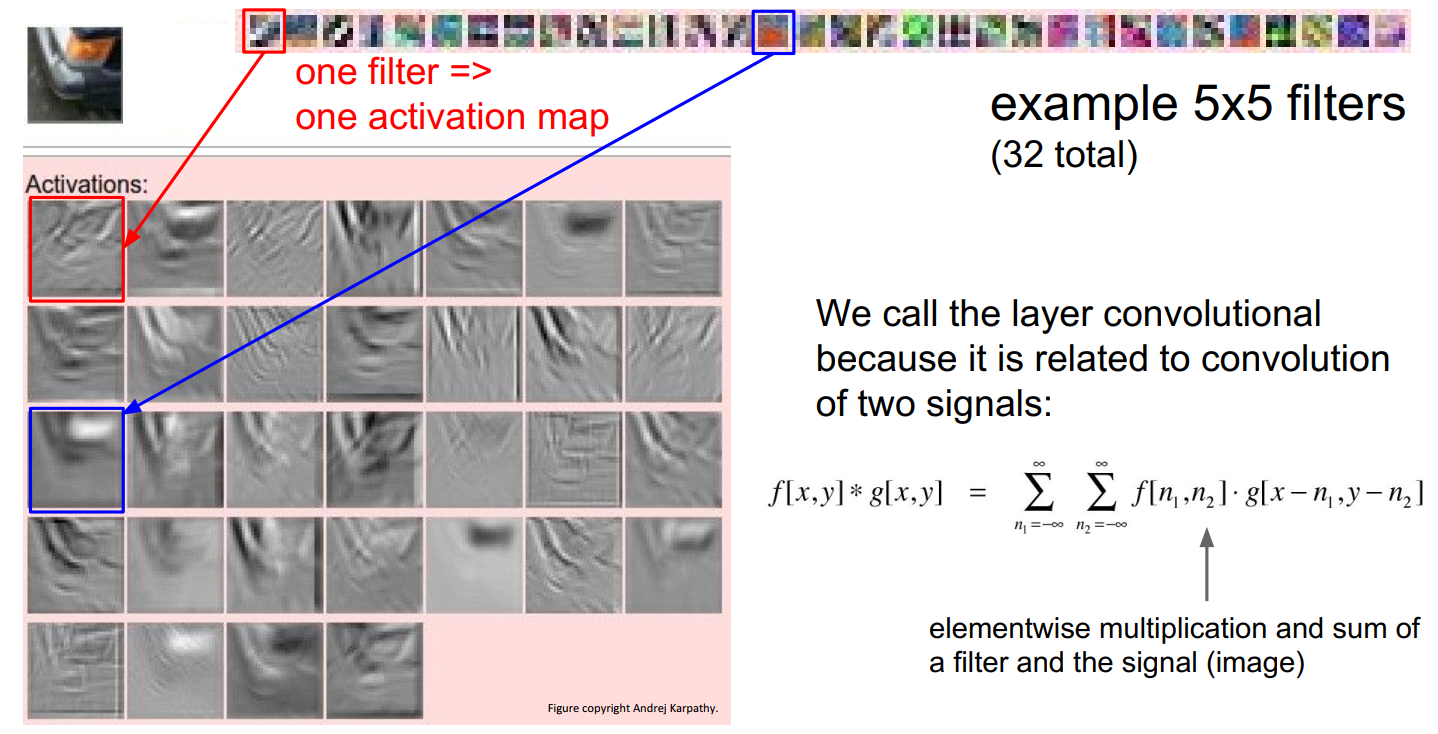 one filter =>
one activation map
example 5x5 filters
(32 total)
Activations:
We call the layer convolutional
because it is related to convolution
of two signals:
f[x,y] * g[x,y] = ∑_{n₁=−∞}^{∞} ∑_{n₂=−∞}^{∞} f[n₁,n₂]·g[x−n₁,y−n₂]
elementwise multiplication and sum of
a filter and the signal (image)
Figure copyright Andrej Karpathy.